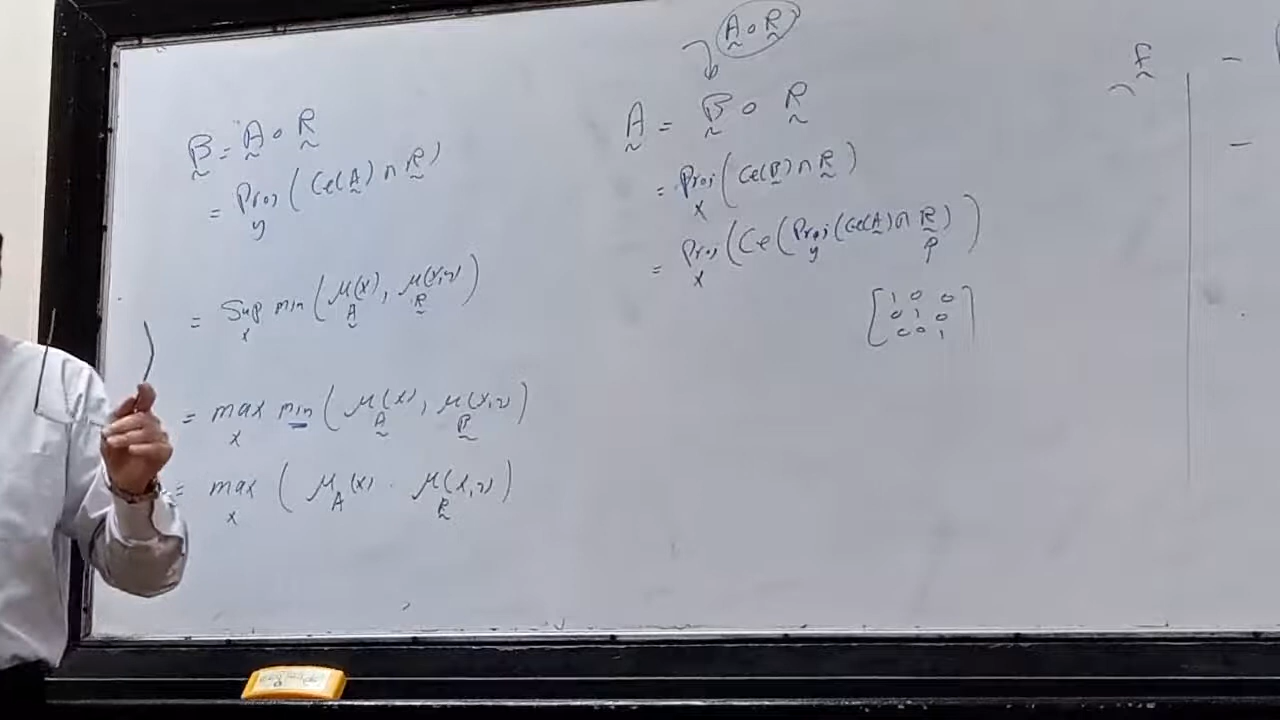 B = A o R
= Proj ( Ce(A) ∩ R )
y
= Sup min ( μ(x) , μ(x,y) )
x A R
= max min ( μ(x) , μ(x,y) )
x A R
= max ( μ_A(x) · μ(x,y) )
x R
A o R
A = B o R
= Proj ( Ce(B) ∩ R )
x
= Proj ( Ce ( Proj ( Ce(A) ∩ R ) )
x y
[ 1 0 0
0 1 0
0 0 1 ]